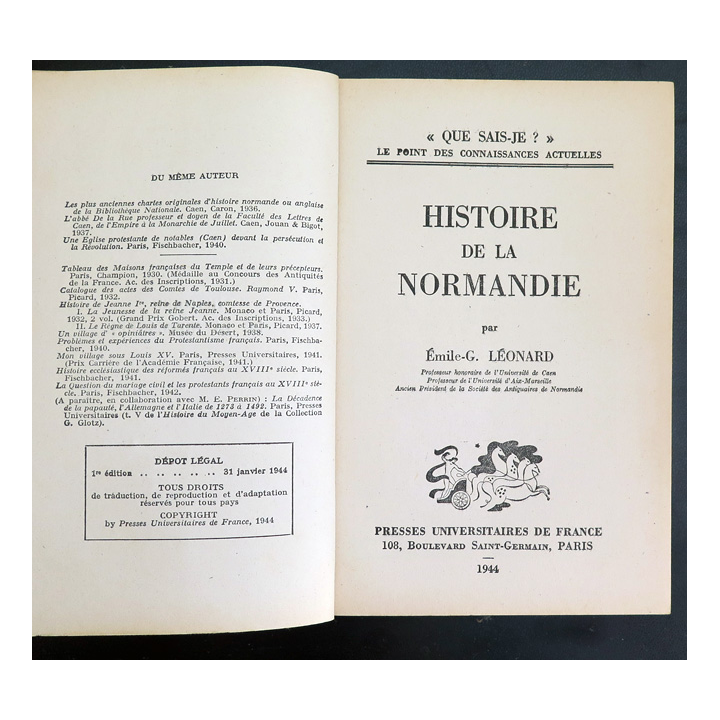 DU MÊME AUTEUR
Les plus anciennes chartes originales d'histoire normande ou anglaise
de la Bibliothèque Nationale. Caen, Caron, 1936.
L'abbé De la Rue professeur et doyen de la Faculté des Lettres de
Caen, de l'Empire à la Monarchie de Juillet. Caen, Jouan & Bigot,
1937.
Une Eglise protestante de notables (Caen) devant la persécution et
la Révolution. Paris, Fischbacher, 1940.
Tableau des Maisons françaises du Temple et de leurs précepteurs.
Paris, Champion, 1930. (Médaille au Concours des Antiquités
de la France. Ac. des Inscriptions, 1931.)
Catalogue des actes des Comtes de Toulouse. Raymond V. Paris,
Picard, 1932.
Histoire de Jeanne Ire, reine de Naples, comtesse de Provence.
I. La Jeunesse de la reine Jeanne. Monaco et Paris, Picard,
1932, 2 vol. (Grand Prix Gobert. Ac. des Inscriptions, 1933.)
II. Le Règne de Louis de Tarente. Monaco et Paris, Picard, 1937.
Un village d' « opiniâtres ». Musée du Désert, 1938.
Problèmes et expériences du Protestantisme français. Paris, Fischba-
cher, 1940.
Mon village sous Louis XV. Paris, Presses Universitaires, 1941.
(Prix Carrière de l'Académie Française, 1941.)
Histoire ecclésiastique des réformés français au XVIIIe siècle. Paris,
Fischbacher, 1941.
La Question du mariage civil et les protestants français au XVIIIe siè-
cle. Paris, Fischbacher, 1942.
(A paraître, en collaboration avec M. E. PERRIN) : La Décadence
de la papauté, l'Allemagne et l'Italie de 1273 à 1492. Paris, Presses
Universitaires (t. V de l'Histoire du Moyen-Age de la Collection
G. Glotz).
DÉPOT LÉGAL
1re édition .. .. .. .. .. 31 janvier 1944
TOUS DROITS
de traduction, de reproduction et d'adaptation
réservés pour tous pays
COPYRIGHT
by Presses Universitaires de France, 1944
« QUE SAIS-JE ? »
LE POINT DES CONNAISSANCES ACTUELLES
HISTOIRE
DE LA
NORMANDIE
par
Émile-G. LÉONARD
Professeur honoraire de l'Université de Caen
Professeur de l'Université d'Aix-Marseille
Ancien Président de la Société des Antiquaires de Normandie
PRESSES UNIVERSITAIRES DE FRANCE
108, BOULEVARD SAINT-GERMAIN, PARIS
1944